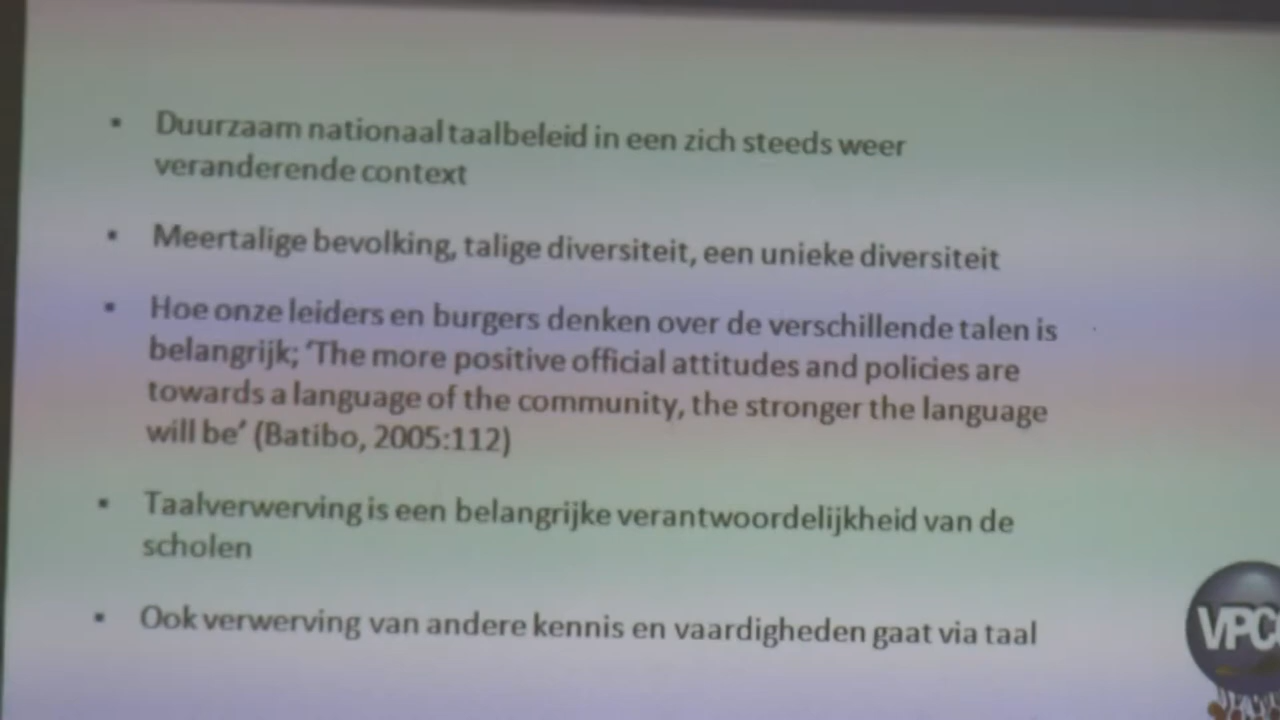 ▪ Duurzaam nationaal taalbeleid in een zich steeds weer
veranderende context
▪ Meertalige bevolking, talige diversiteit, een unieke diversiteit
▪ Hoe onze leiders en burgers denken over de verschillende talen is
belangrijk; ‘The more positive official attitudes and policies are
towards a language of the community, the stronger the language
will be’ (Batibo, 2005:112)
▪ Taalverwerving is een belangrijke verantwoordelijkheid van de
scholen
▪ Ook verwerving van andere kennis en vaardigheden gaat via taal
VPC